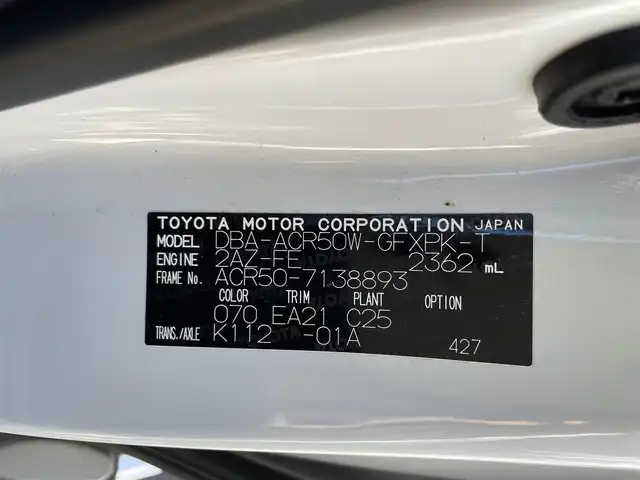 TOYOTA MOTOR CORPORATION JAPAN
MODEL DBA-ACR50W-GFXPK-T
ENGINE 2AZ-FE 2362 mL
FRAME NO. ACR50-7138893
COLOR TRIM PLANT OPTION
070 EA21 C25
TRANS./AXLE K112 -01A 427